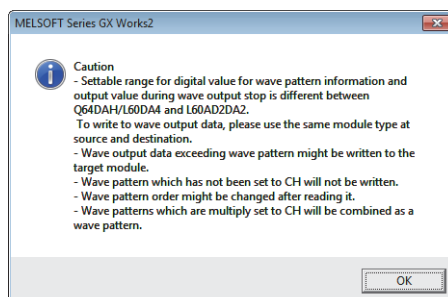 MELSOFT Series GX Works2
Caution
- Settable range for digital value for wave pattern information and
output value during wave output stop is different between
Q64DAH/L60DA4 and L60AD2DA2.
To write to wave output data, please use the same module type at
source and destination.
- Wave output data exceeding wave pattern might be written to the
target module.
- Wave pattern which has not been set to CH will not be written.
- Wave pattern order might be changed after reading it.
- Wave patterns which are multiply set to CH will be combined as a
wave pattern.
OK